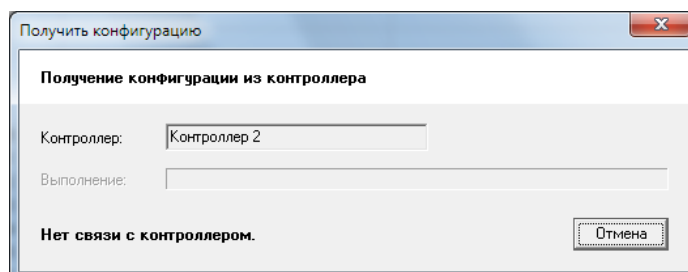 Получить конфигурацию
Получение конфигурации из контроллера
Контроллер: Контроллер 2
Выполнение:
Нет связи с контроллером. Отмена